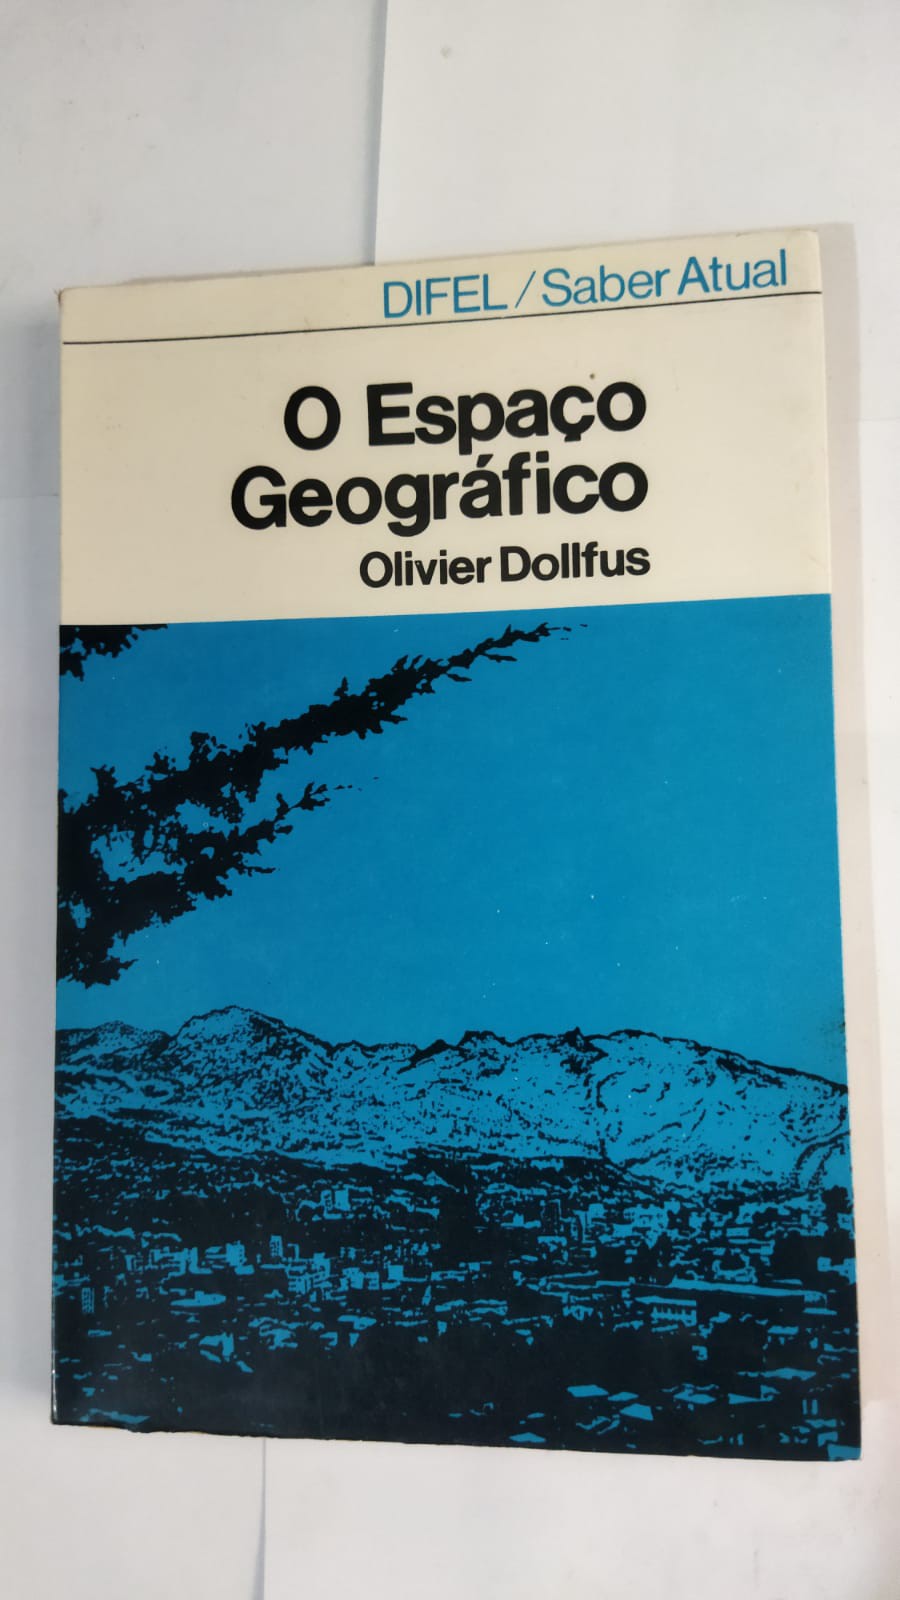 DIFEL / Saber Atual
O Espaço
Geográfico
Olivier Dollfus